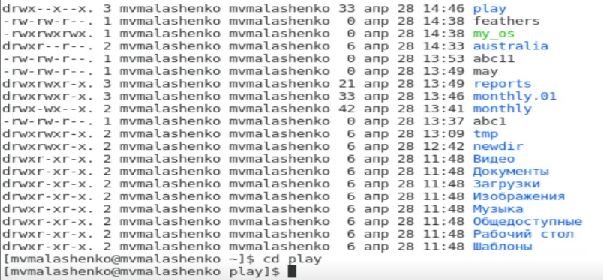 drwx--x--x. 3 mvmalashenko mvmalashenko 33 апр 28 14:46 play
-rw-rw-r--. 1 mvmalashenko mvmalashenko 0 апр 28 14:38 feathers
-rwxrwxrwx. 1 mvmalashenko mvmalashenko 0 апр 28 14:38 my_os
drwxr--r--. 2 mvmalashenko mvmalashenko 6 апр 28 14:33 australia
-rw-rw-r--. 1 mvmalashenko mvmalashenko 0 апр 28 13:53 abc11
-rw-rw-r--. 1 mvmalashenko mvmalashenko 0 апр 28 13:49 may
drwxrwxr-x. 3 mvmalashenko mvmalashenko 21 апр 28 13:49 reports
drwxrwxr-x. 3 mvmalashenko mvmalashenko 33 апр 28 13:46 monthly.01
drwx-wx--x. 2 mvmalashenko mvmalashenko 42 апр 28 13:41 monthly
-rw-rw-r--. 1 mvmalashenko mvmalashenko 0 апр 28 13:37 abc1
drwxrwxr-x. 2 mvmalashenko mvmalashenko 6 апр 28 13:09 tmp
drwxrwxr-x. 2 mvmalashenko mvmalashenko 6 апр 28 12:42 newdir
drwxr-xr-x. 2 mvmalashenko mvmalashenko 6 апр 28 11:48 Видео
drwxr-xr-x. 2 mvmalashenko mvmalashenko 6 апр 28 11:48 Документы
drwxr-xr-x. 2 mvmalashenko mvmalashenko 6 апр 28 11:48 Загрузки
drwxr-xr-x. 2 mvmalashenko mvmalashenko 6 апр 28 11:48 Изображения
drwxr-xr-x. 2 mvmalashenko mvmalashenko 6 апр 28 11:48 Музыка
drwxr-xr-x. 2 mvmalashenko mvmalashenko 6 апр 28 11:48 Общедоступные
drwxr-xr-x. 2 mvmalashenko mvmalashenko 6 апр 28 11:48 Рабочий стол
drwxr-xr-x. 2 mvmalashenko mvmalashenko 6 апр 28 11:48 Шаблоны
[mvmalashenko@mvmalashenko ~]$ cd play
[mvmalashenko@mvmalashenko play]$